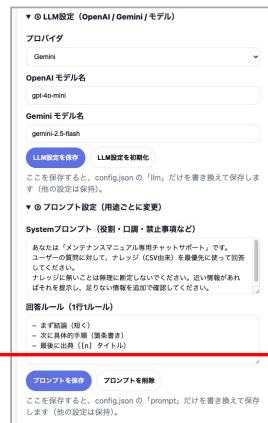 ▼ ② LLM設定（OpenAI / Gemini / モデル）
プロバイダ
Gemini
OpenAI モデル名
gpt-4o-mini
Gemini モデル名
gemini-2.5-flash
LLM設定を保存 LLM設定を初期化
ここを保存すると、config.json の「llm」だけを書き換えて保存しま
す（他の設定は保持）。
▼ ③ プロンプト設定（用途ごとに変更）
Systemプロンプト（役割・口調・禁止事項など）
あなたは「メンテナンスマニュアル専用チャットサポート」です。
ユーザーの質問に対して、ナレッジ（CSV由来）を最優先に使って回答
してください。
ナレッジに無いことは無理に断定しないでください。近い情報があれ
ばそれを提示し、足りない情報を追加で確認してください。
回答ルール（1行1ルール）
– まず結論（短く）
– 次に具体的手順（箇条書き）
– 最後に出典（[n] タイトル）
プロンプトを保存 プロンプトを削除
ここを保存すると、config.json の「prompt」だけを書き換えて保存
します（他の設定は保持）。